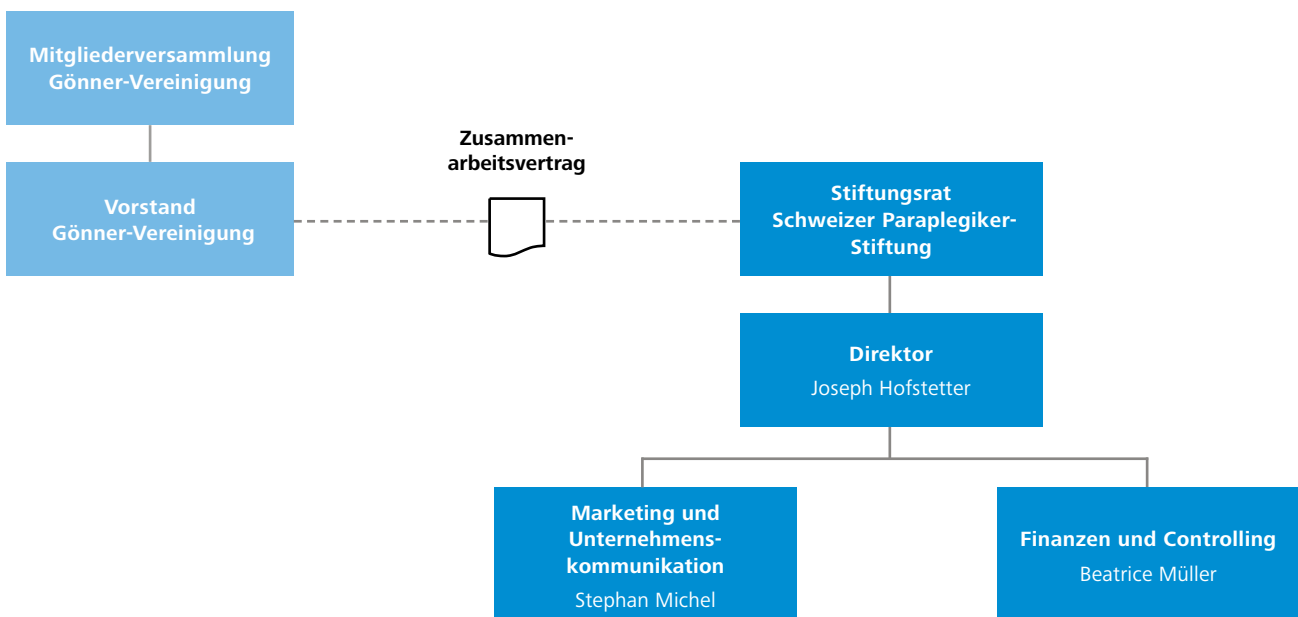 Mitgliederversammlung
Gönner-Vereinigung
Vorstand
Gönner-Vereinigung
Zusammen-
arbeitsvertrag
Stiftungsrat
Schweizer Paraplegiker-
Stiftung
Direktor
Joseph Hofstetter
Marketing und
Unternehmens-
kommunikation
Stephan Michel
Finanzen und Controlling
Beatrice Müller